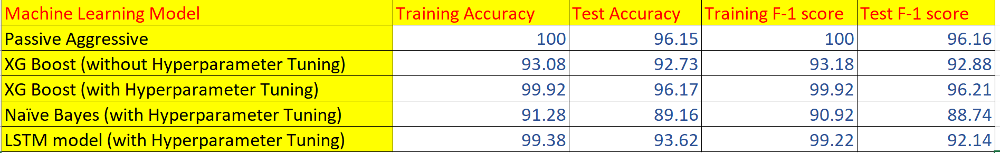 Machine Learning Model Training Accuracy Test Accuracy Training F-1 score Test F-1 score
Passive Aggressive 100 96.15 100 96.16
XG Boost (without Hyperparameter Tuning) 93.08 92.73 93.18 92.88
XG Boost (with Hyperparameter Tuning) 99.92 96.17 99.92 96.21
Naïve Bayes (with Hyperparameter Tuning) 91.28 89.16 90.92 88.74
LSTM model (with Hyperparameter Tuning) 99.38 93.62 99.22 92.14